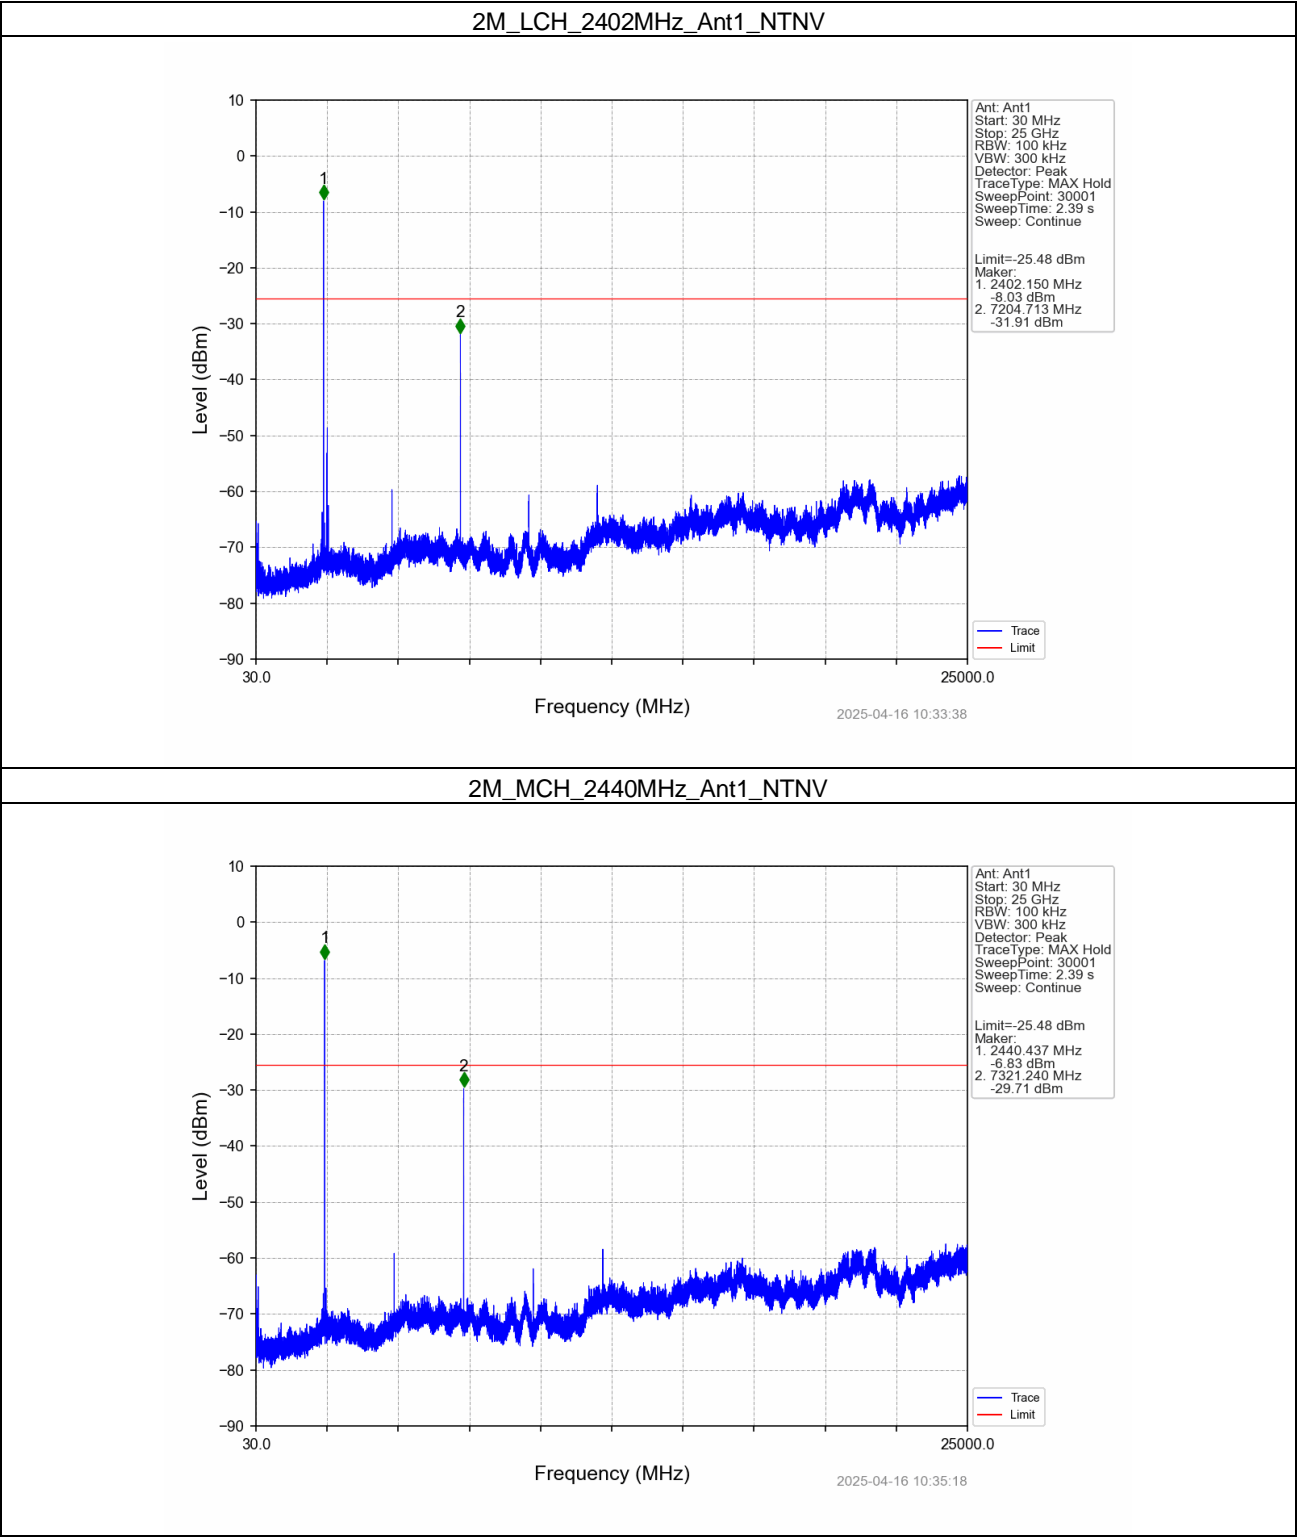 2M_LCH_2402MHz_Ant1_NTNV
10
0
−10
−20
−30
−40
−50
−60
−70
−80
−90
Level (dBm)
1
2
30.0
25000.0
Frequency (MHz)
2025-04-16 10:33:38
Ant: Ant1
Start: 30 MHz
Stop: 25 GHz
RBW: 100 kHz
VBW: 300 kHz
Detector: Peak
TraceType: MAX Hold
SweepPoint: 30001
SweepTime: 2.39 s
Sweep: Continue
Limit=-25.48 dBm
Maker:
1. 2402.150 MHz
-8.03 dBm
2. 7204.713 MHz
-31.91 dBm
Trace
Limit
2M_MCH_2440MHz_Ant1_NTNV
10
0
−10
−20
−30
−40
−50
−60
−70
−80
−90
Level (dBm)
1
2
30.0
25000.0
Frequency (MHz)
2025-04-16 10:35:18
Ant: Ant1
Start: 30 MHz
Stop: 25 GHz
RBW: 100 kHz
VBW: 300 kHz
Detector: Peak
TraceType: MAX Hold
SweepPoint: 30001
SweepTime: 2.39 s
Sweep: Continue
Limit=-25.48 dBm
Maker:
1. 2440.437 MHz
-6.83 dBm
2. 7321.240 MHz
-29.71 dBm
Trace
Limit